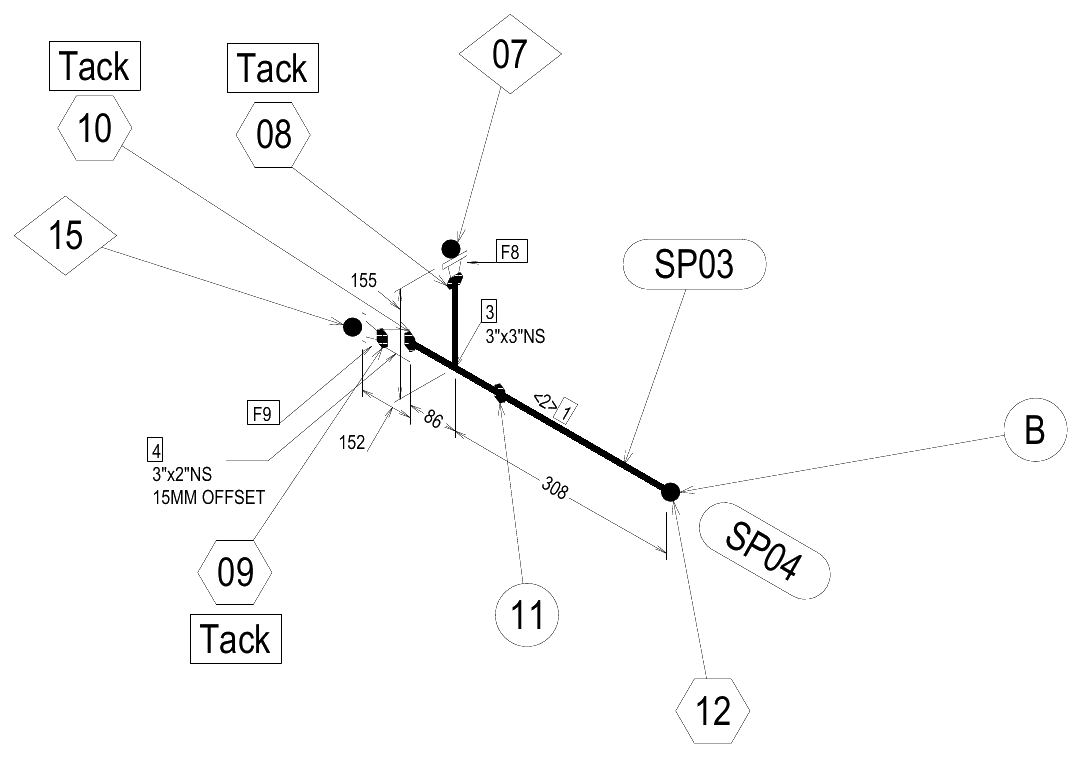 07
Tack
Tack
10
08
15
F8
SP03
155
3
3"x3"NS
<2> 1
F9
86
B
152
4
3"x2"NS
15MM OFFSET
308
SP04
09
11
Tack
12